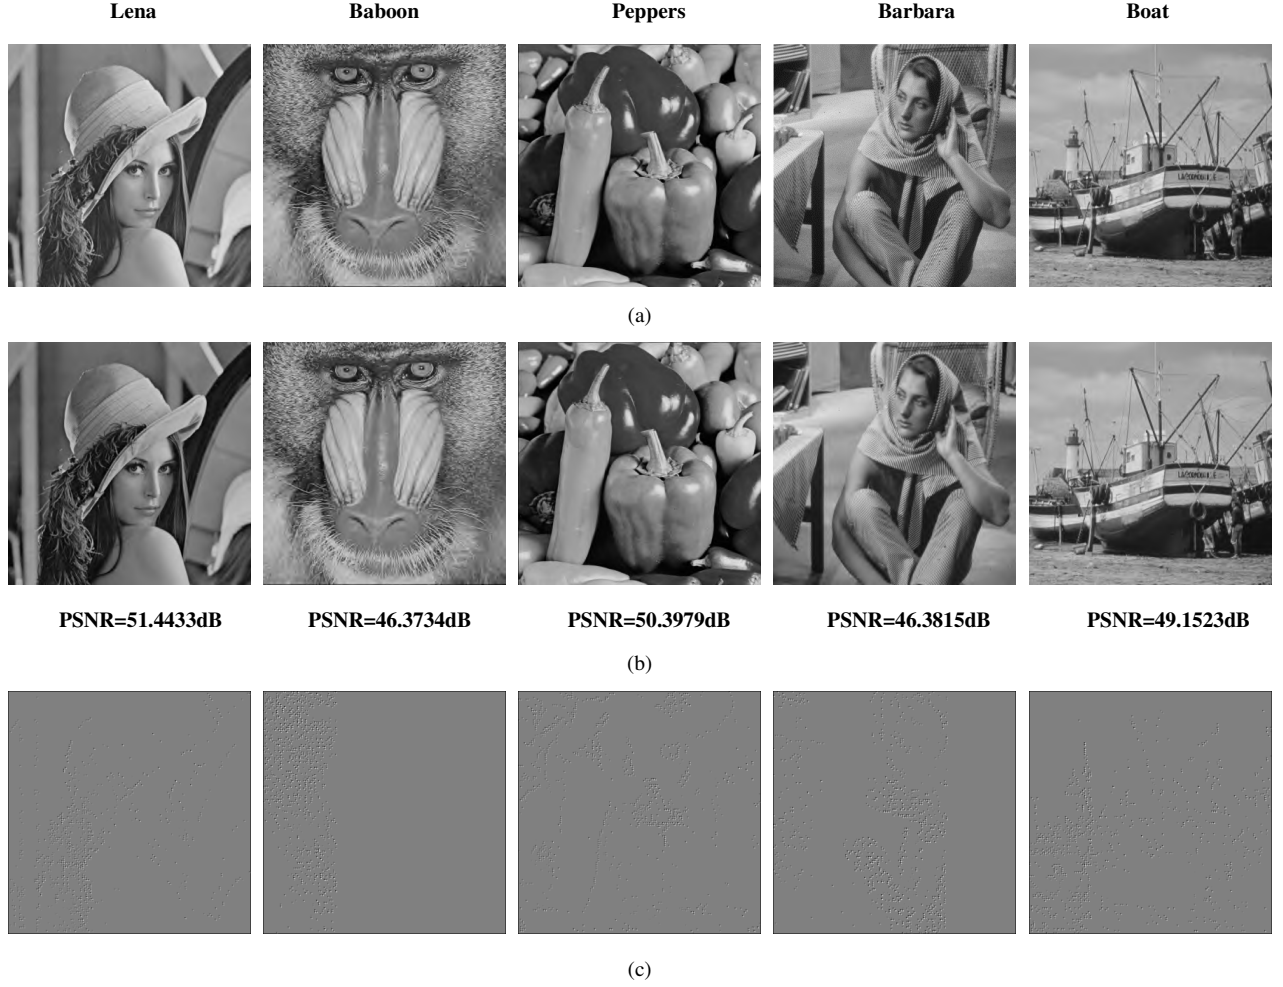 Lena Baboon Peppers Barbara Boat
(a)
PSNR=51.4433dB PSNR=46.3734dB PSNR=50.3979dB PSNR=46.3815dB PSNR=49.1523dB
(b)
(c)